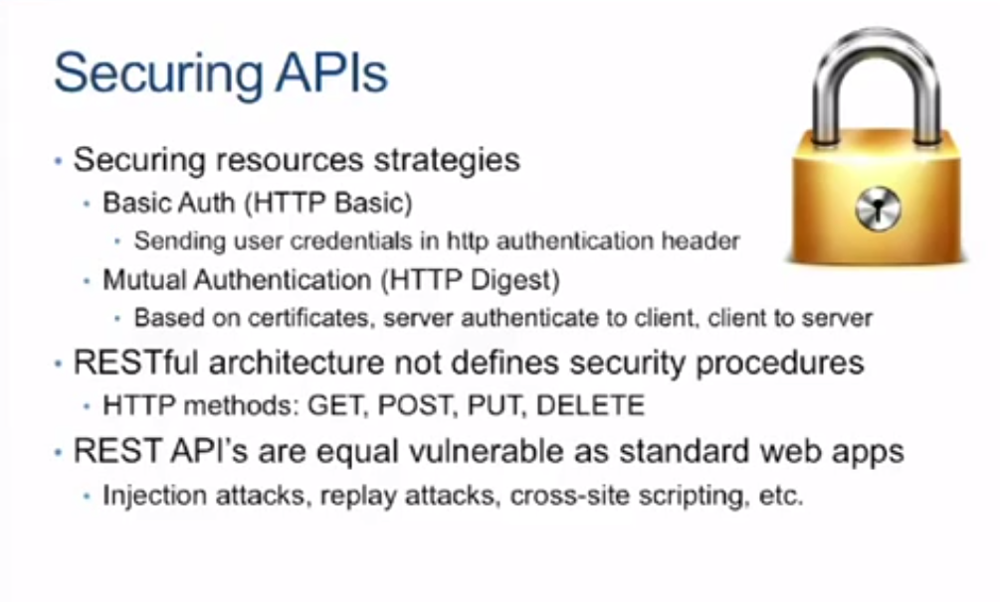 Securing APIs
• Securing resources strategies
• Basic Auth (HTTP Basic)
• Sending user credentials in http authentication header
• Mutual Authentication (HTTP Digest)
• Based on certificates, server authenticate to client, client to server
• RESTful architecture not defines security procedures
• HTTP methods: GET, POST, PUT, DELETE
• REST API's are equal vulnerable as standard web apps
• Injection attacks, replay attacks, cross-site scripting, etc.